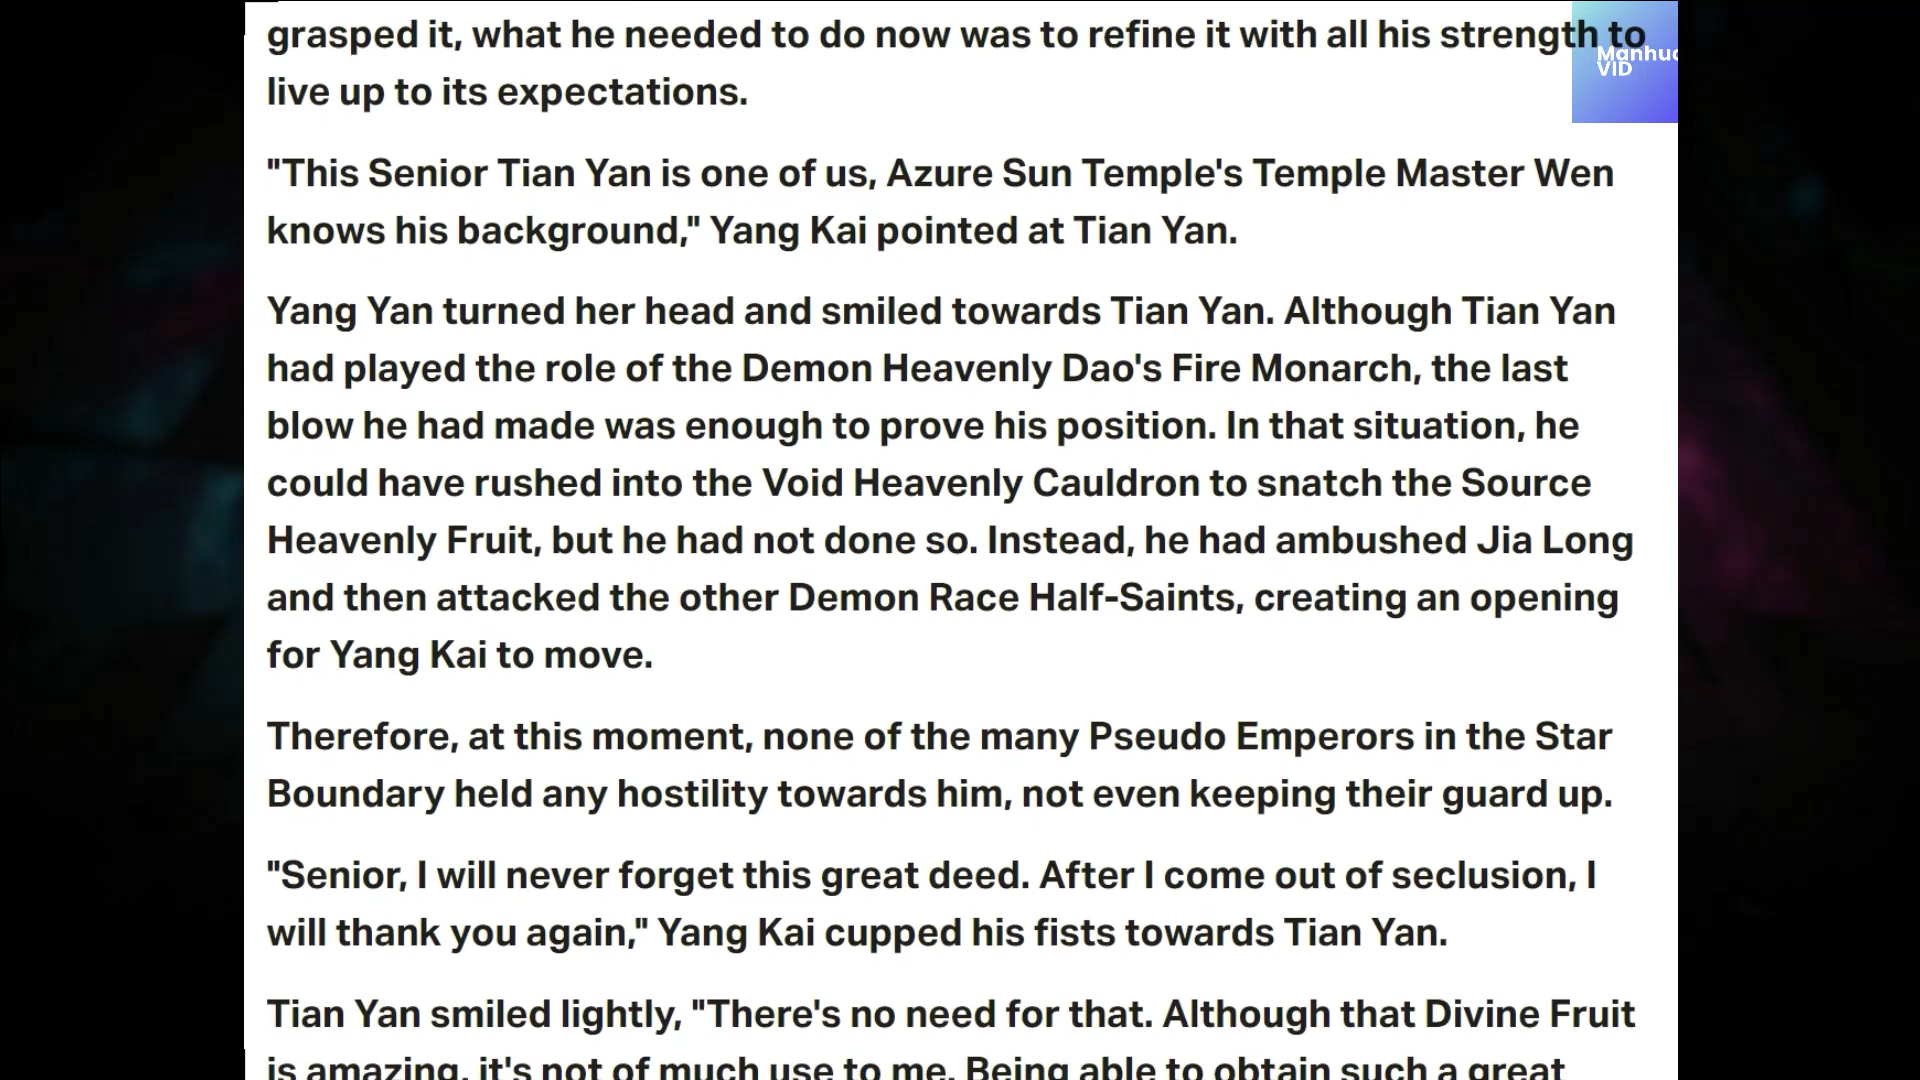 grasped it, what he needed to do now was to refine it with all his strength to
live up to its expectations.
Manhua
VID
"This Senior Tian Yan is one of us, Azure Sun Temple's Temple Master Wen
knows his background," Yang Kai pointed at Tian Yan.
Yang Yan turned her head and smiled towards Tian Yan. Although Tian Yan
had played the role of the Demon Heavenly Dao's Fire Monarch, the last
blow he had made was enough to prove his position. In that situation, he
could have rushed into the Void Heavenly Cauldron to snatch the Source
Heavenly Fruit, but he had not done so. Instead, he had ambushed Jia Long
and then attacked the other Demon Race Half-Saints, creating an opening
for Yang Kai to move.
Therefore, at this moment, none of the many Pseudo Emperors in the Star
Boundary held any hostility towards him, not even keeping their guard up.
"Senior, I will never forget this great deed. After I come out of seclusion, I
will thank you again," Yang Kai cupped his fists towards Tian Yan.
Tian Yan smiled lightly, "There's no need for that. Although that Divine Fruit
is amazing, it's not of much use to me. Being able to obtain such a great